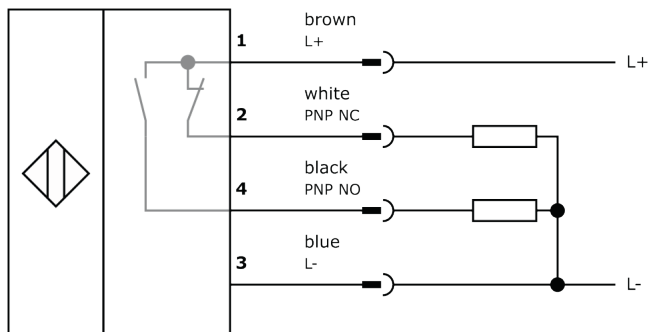 brown
1 L+ L+
white
2 PNP NC
black
4 PNP NO
blue
3 L- L-